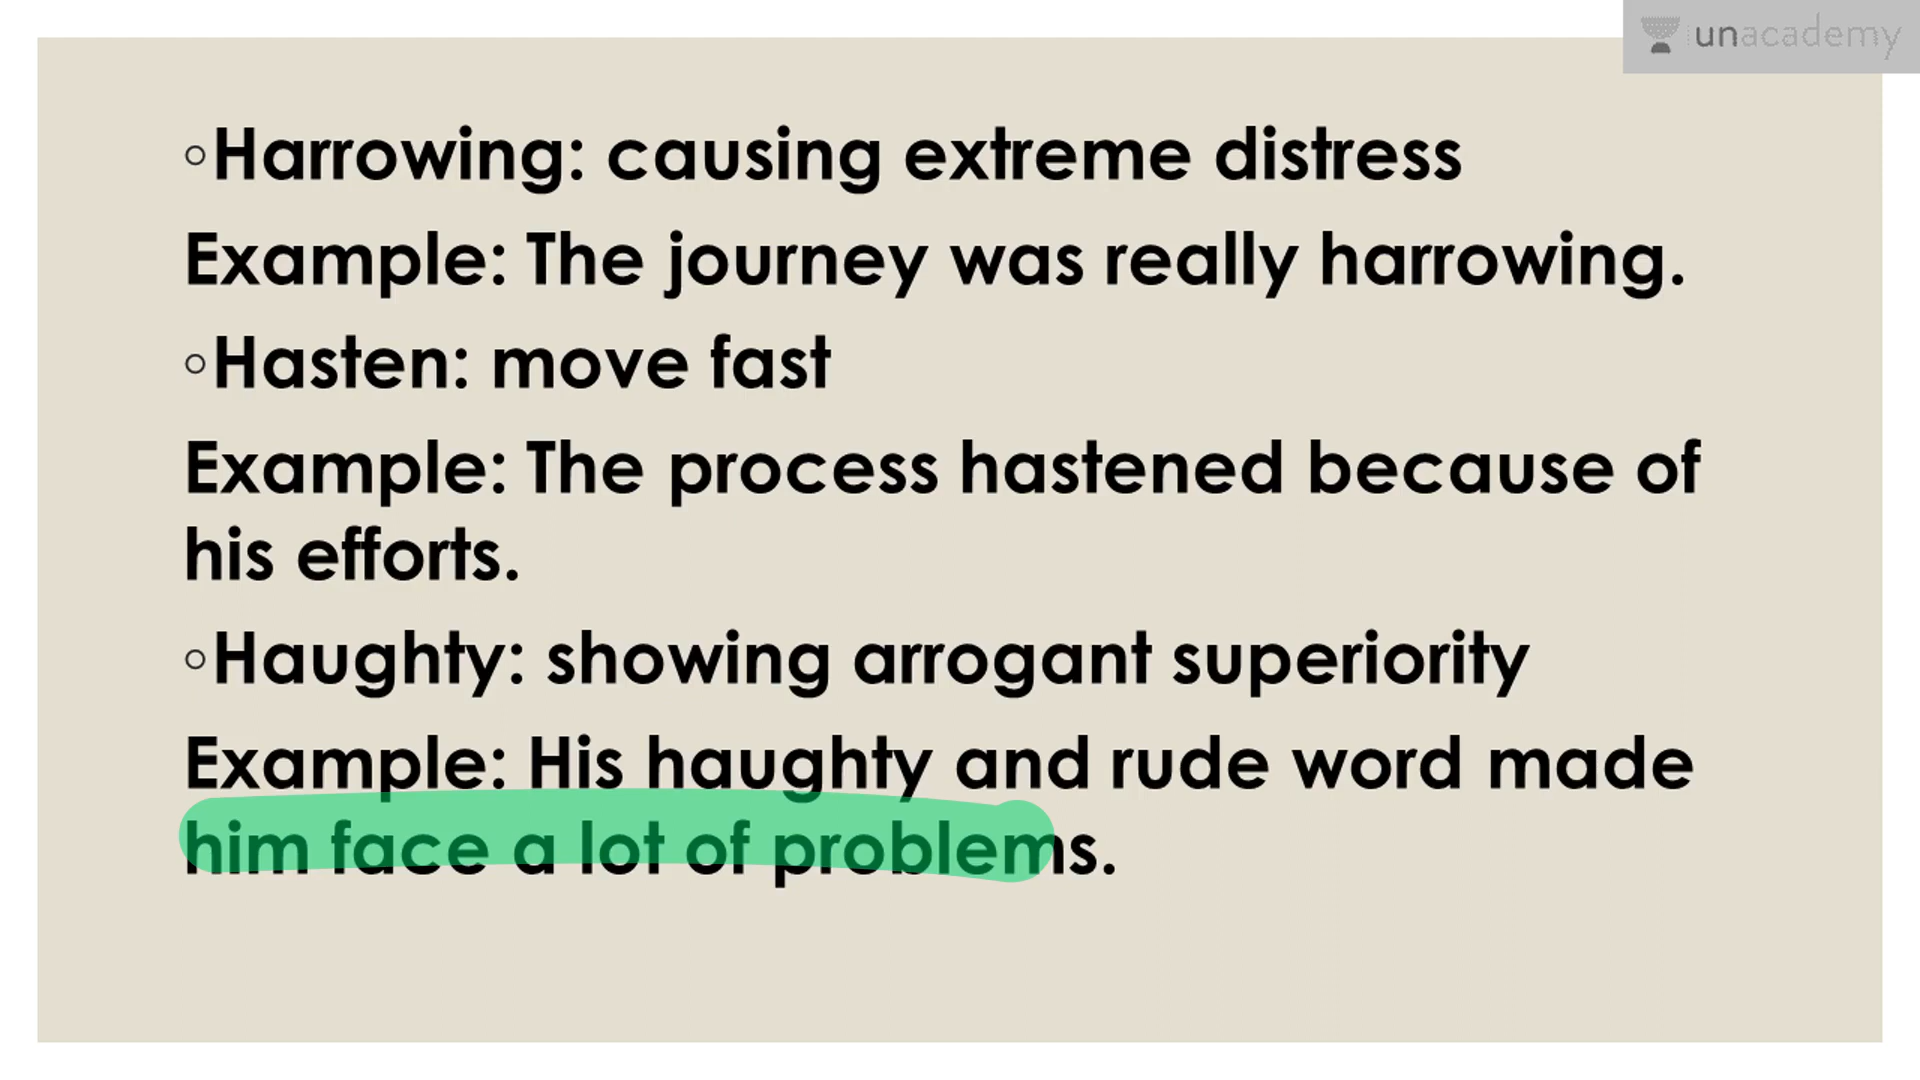 unacademy
◦Harrowing: causing extreme distress
Example: The journey was really harrowing.
◦Hasten: move fast
Example: The process hastened because of
his efforts.
◦Haughty: showing arrogant superiority
Example: His haughty and rude word made
him face a lot of problems.